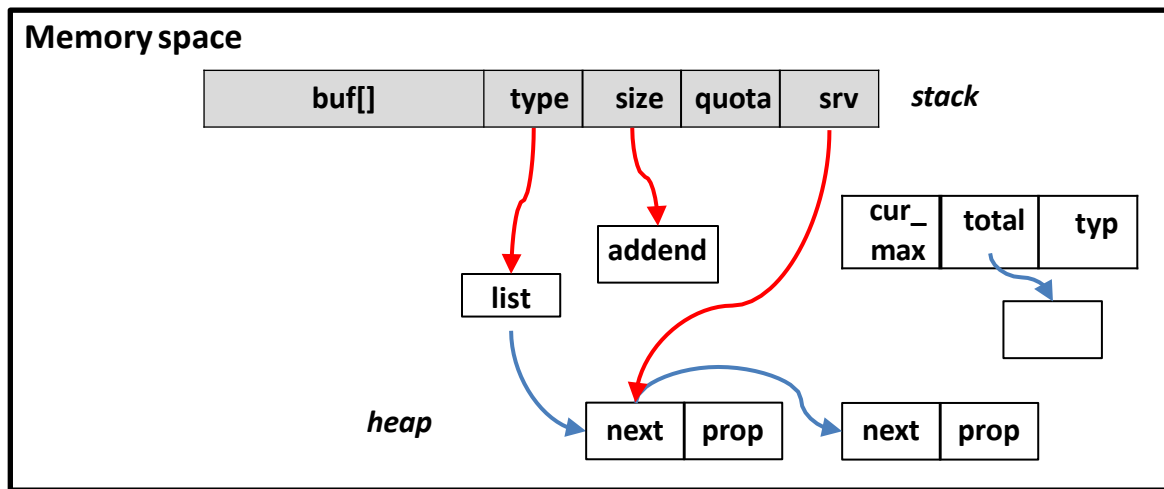 Memory space
buf[] type size quota srv stack
cur_
max
total typ
addend
list
heap
next prop next prop